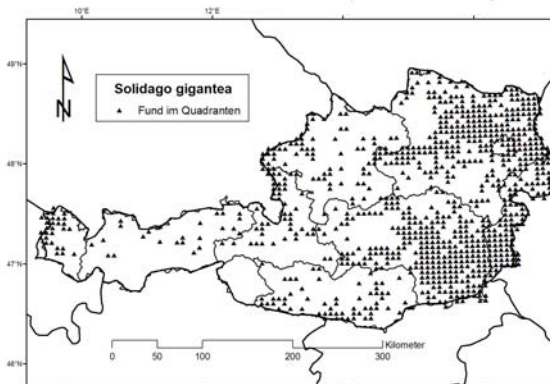 10°E 12°E
49°N
48°N
47°N
46°N
N
Solidago gigantea
Fund im Quadranten
Kilometer
0 50 100 200 300